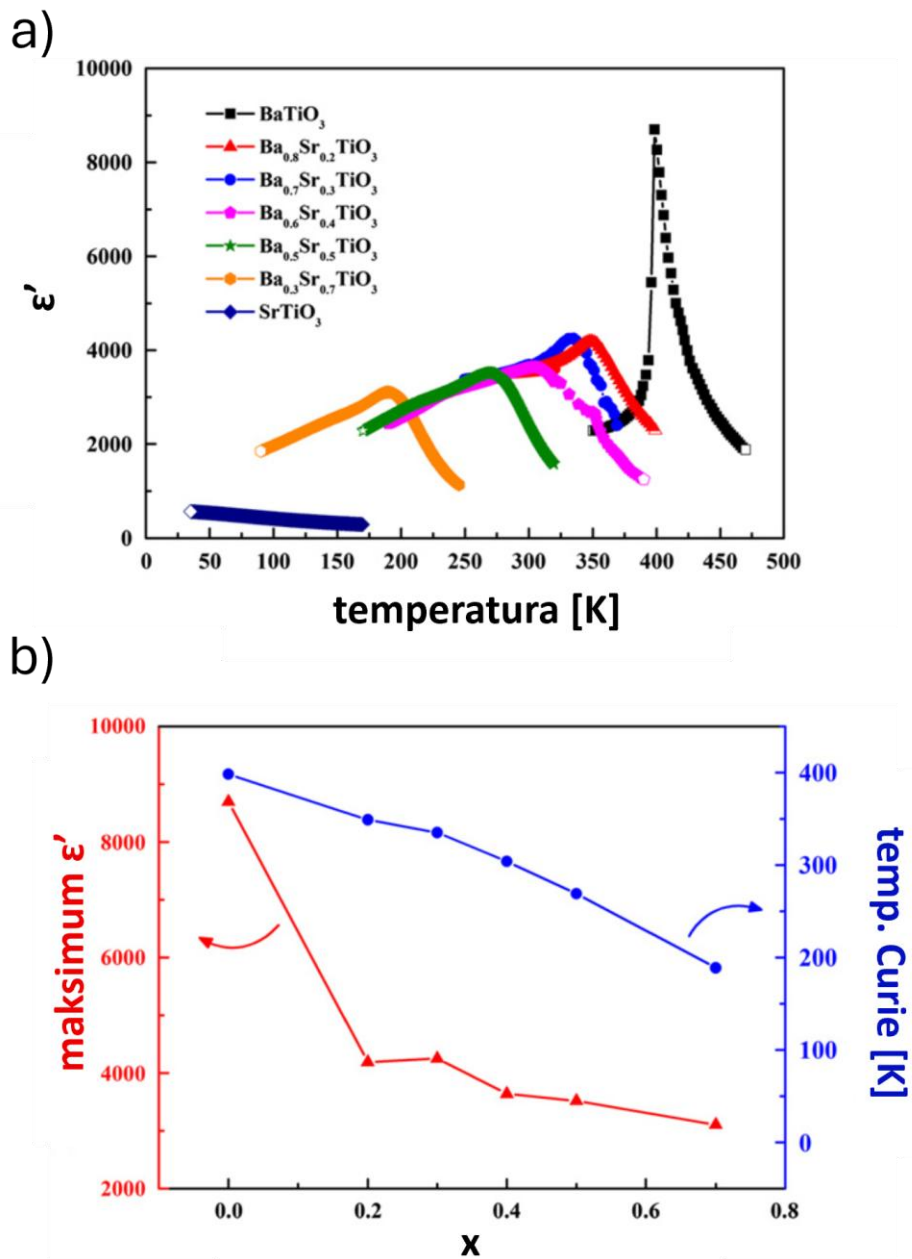 a)
10000
8000
6000
4000
2000
0
ε’
BaTiO₃
Ba₀.₈Sr₀.₂TiO₃
Ba₀.₇Sr₀.₃TiO₃
Ba₀.₆Sr₀.₄TiO₃
Ba₀.₅Sr₀.₅TiO₃
Ba₀.₃Sr₀.₇TiO₃
SrTiO₃
0 50 100 150 200 250 300 350 400 450 500
temperatura [K]
b)
10000
8000
6000
4000
2000
maksimum ε’
400
300
200
100
0
temp. Curie [K]
0.0 0.2 0.4 0.6 0.8
x